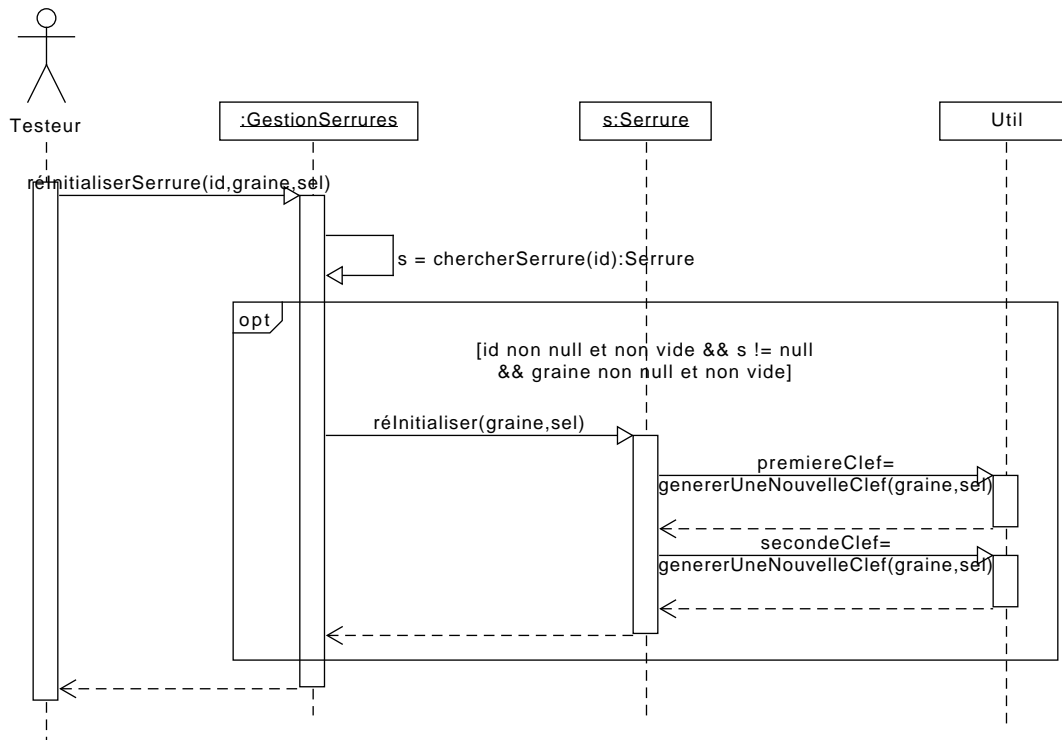 Testeur
:GestionSerrures
s:Serrure
Util
réInitialiserSerrure(id,graine,sel)
s = chercherSerrure(id):Serrure
opt
[id non null et non vide && s != null
&& graine non null et non vide]
réInitialiser(graine,sel)
premiereClef=
genererUneNouvelleClef(graine,sel)
secondeClef=
genererUneNouvelleClef(graine,sel)